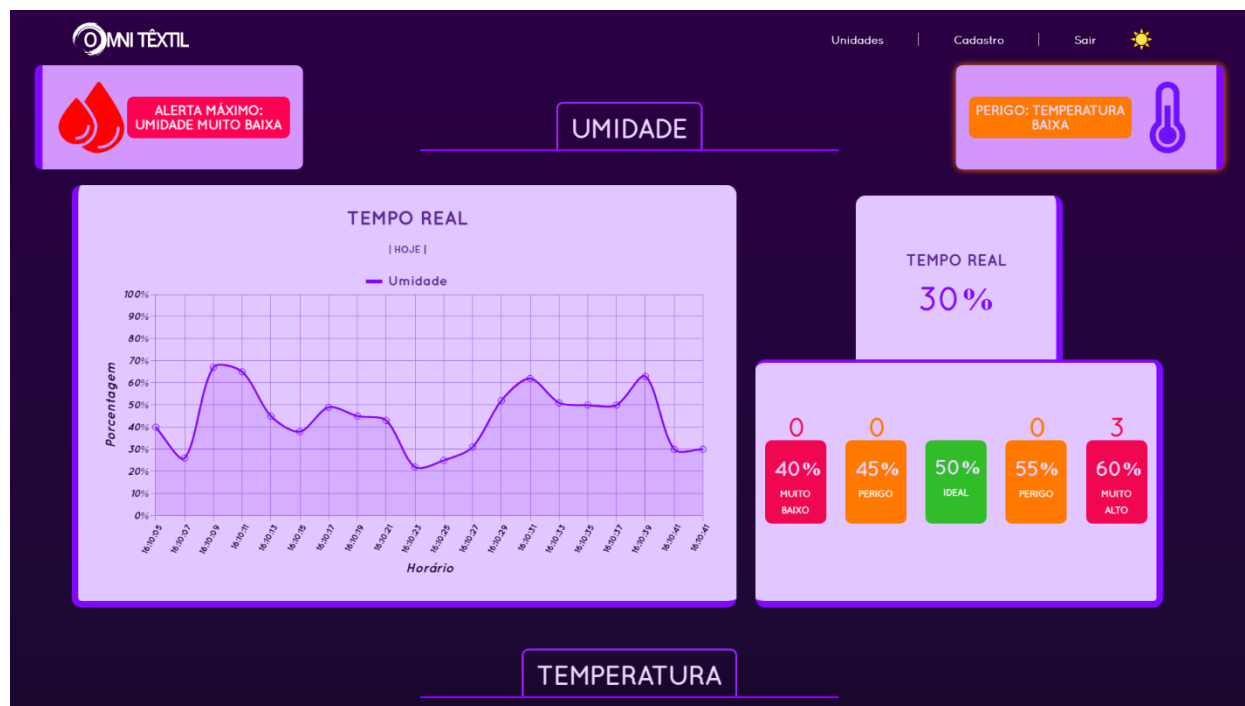 OMNI TÊXTIL
Unidades | Cadastro | Sair
ALERTA MÁXIMO:
UMIDADE MUITO BAIXA
UMIDADE
PERIGO: TEMPERATURA
BAIXA
TEMPO REAL
| HOJE |
Umidade
100%
90%
80%
70%
60%
50%
40%
30%
20%
10%
0%
Porcentagem
16:10:05
16:10:07
16:10:09
16:10:11
16:10:13
16:10:15
16:10:17
16:10:19
16:10:21
16:10:23
16:10:25
16:10:27
16:10:29
16:10:31
16:10:33
16:10:35
16:10:37
16:10:39
16:10:41
16:10:41
Horário
TEMPO REAL
30%
0 0 0 3
40% 45% 50% 55% 60%
MUITO BAIXO
PERIGO
IDEAL
PERIGO
MUITO ALTO
TEMPERATURA